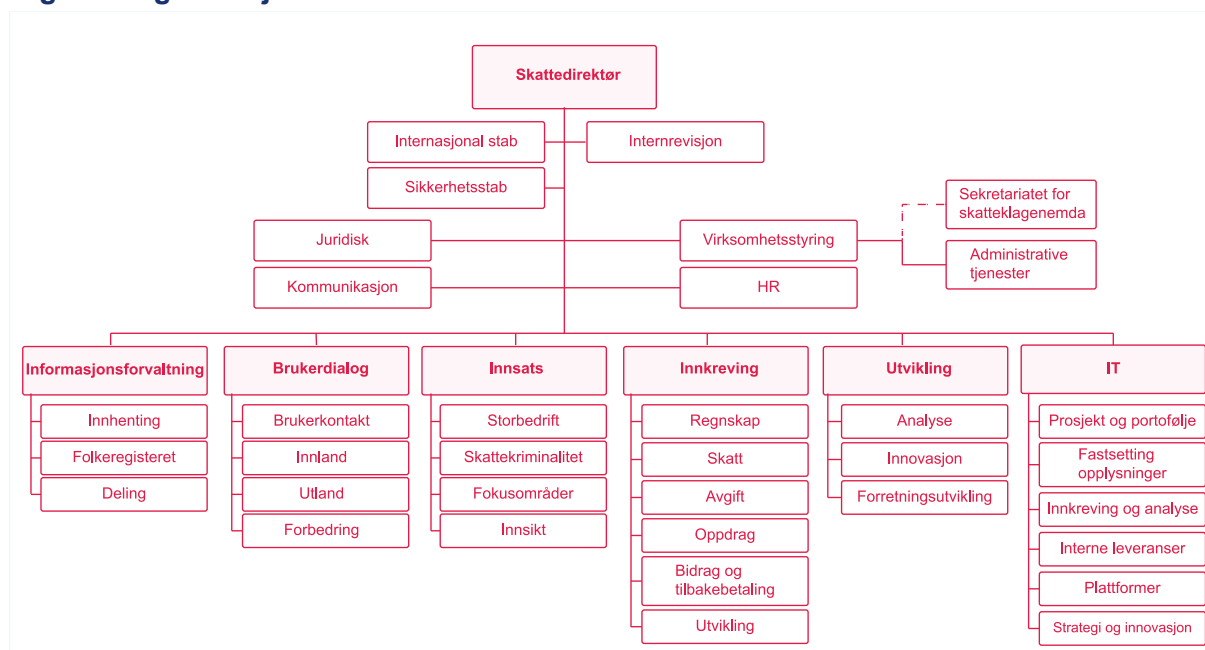 Skattedirektør
Internasjonal stab
Internrevisjon
Sikkerhetsstab
Sekretariatet for
skatteklagenemda
Juridisk
Virksomhetsstyring
Administrative
tjenester
Kommunikasjon
HR
Informasjonsforvaltning
Innhenting
Folkeregisteret
Deling
Brukerdialog
Brukerkontakt
Innland
Utland
Forbedring
Innsats
Storbedrift
Skattekriminalitet
Fokusområder
Innsikt
Innkreving
Regnskap
Skatt
Avgift
Oppdrag
Bidrag og
tilbakebetaling
Utvikling
Utvikling
Analyse
Innovasjon
Forretningsutvikling
IT
Prosjekt og portofølje
Fastsetting
opplysninger
Innkreving og analyse
Interne leveranser
Plattformer
Strategi og innovasjon